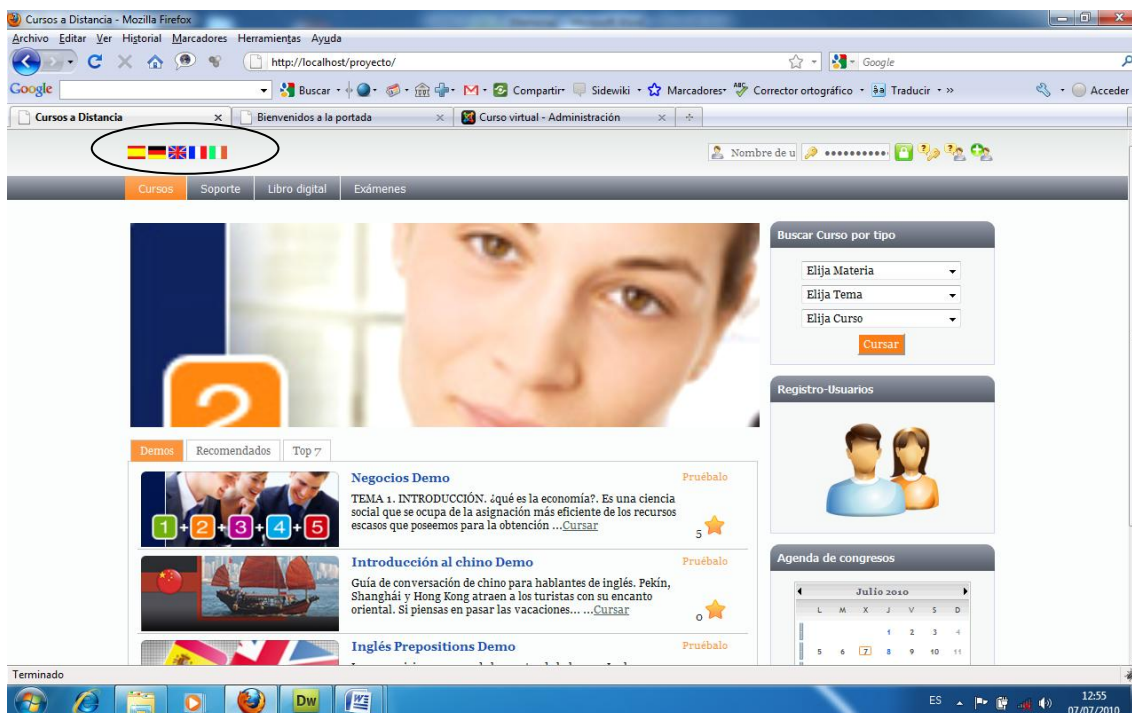 Cursos a Distancia - Mozilla Firefox
Archivo Editar Ver Historial Marcadores Herramientas Ayuda
http://localhost/proyecto/
Google
Google
Buscar
Compartir
Sidewiki
Marcadores
Corrector ortográfico
Traducir
»
Acceder
Cursos a Distancia
Bienvenidos a la portada
Curso virtual - Administración
Nombre de u
Cursos
Soporte
Libro digital
Exámenes
Buscar Curso por tipo
Elija Materia
Elija Tema
Elija Curso
Cursar
Registro-Usuarios
?
Demos
Recomendados
Top 7
Negocios Demo
Pruébalo
TEMA 1. INTRODUCCIÓN. ¿qué es la economía?. Es una ciencia
social que se ocupa de la asignación más eficiente de los recursos
escasos que poseemos para la obtención ...Cursar
5
1+2+3+4+5
Introducción al chino Demo
Pruébalo
Guía de conversación de chino para hablantes de inglés. Pekín,
Shanghái y Hong Kong atraen a los turistas con su encanto
oriental. Si piensas en pasar las vacaciones... ...Cursar
0
Inglés Prepositions Demo
Pruébalo
Agenda de congresos
Julio 2010
L M X J V S D
1 2 3 4
5 6 7 8 9 10 11
Terminado
Dw
ES
12:55
07/07/2010